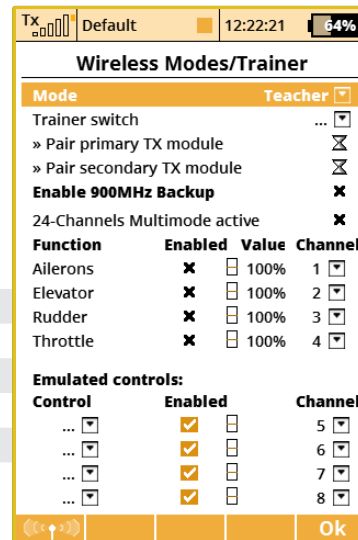 Tx Default 12:22:21 64%
Wireless Modes/Trainer
Mode Teacher
Trainer switch ...
» Pair primary TX module
» Pair secondary TX module
Enable 900MHz Backup
24-Channels Multimode active
Function Enabled Value Channel
Ailerons 100% 1
Elevator 100% 2
Rudder 100% 3
Throttle 100% 4
Emulated controls:
Control Enabled Channel
... 5
... 6
... 7
... 8
Ok